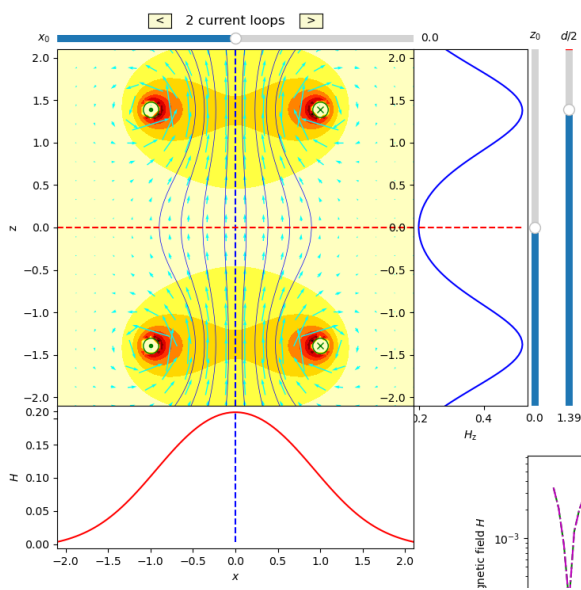 < 2 current loops >
x₀ 0.0 z₀ d/2
2.0 2.0
1.5 1.5
1.0 1.0
0.5 0.5
z 0.0 0.0
−0.5 −0.5
−1.0 −1.0
−1.5 −1.5
−2.0 −2.0
0.2 0.4 0.0 1.39
H_z
0.20
0.15
H 0.10
0.05
0.00
−2.0 −1.5 −1.0 −0.5 0.0 0.5 1.0 1.5 2.0
x
10⁻³
gnetic field H